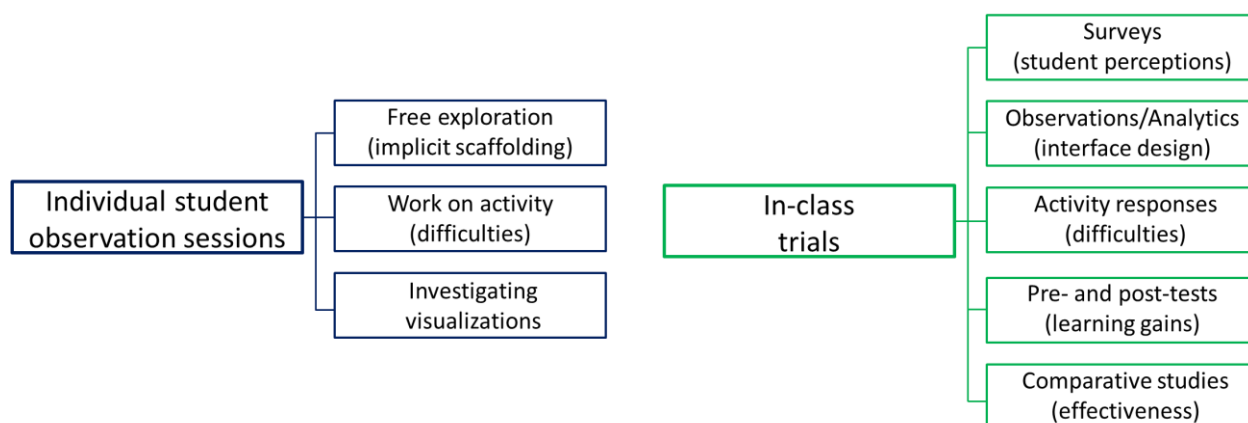 Individual student
observation sessions
Free exploration
(implicit scaffolding)
Work on activity
(difficulties)
Investigating
visualizations
In-class
trials
Surveys
(student perceptions)
Observations/Analytics
(interface design)
Activity responses
(difficulties)
Pre- and post-tests
(learning gains)
Comparative studies
(effectiveness)